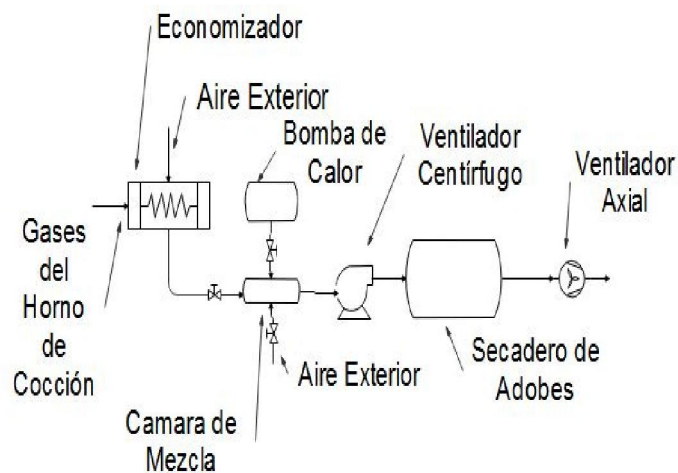 Economizador
Aire Exterior
Bomba de
Calor
Ventilador
Centírfugo
Ventilador
Axial
Gases
del
Horno
de
Cocción
Aire Exterior
Secadero de
Adobes
Camara de
Mezcla